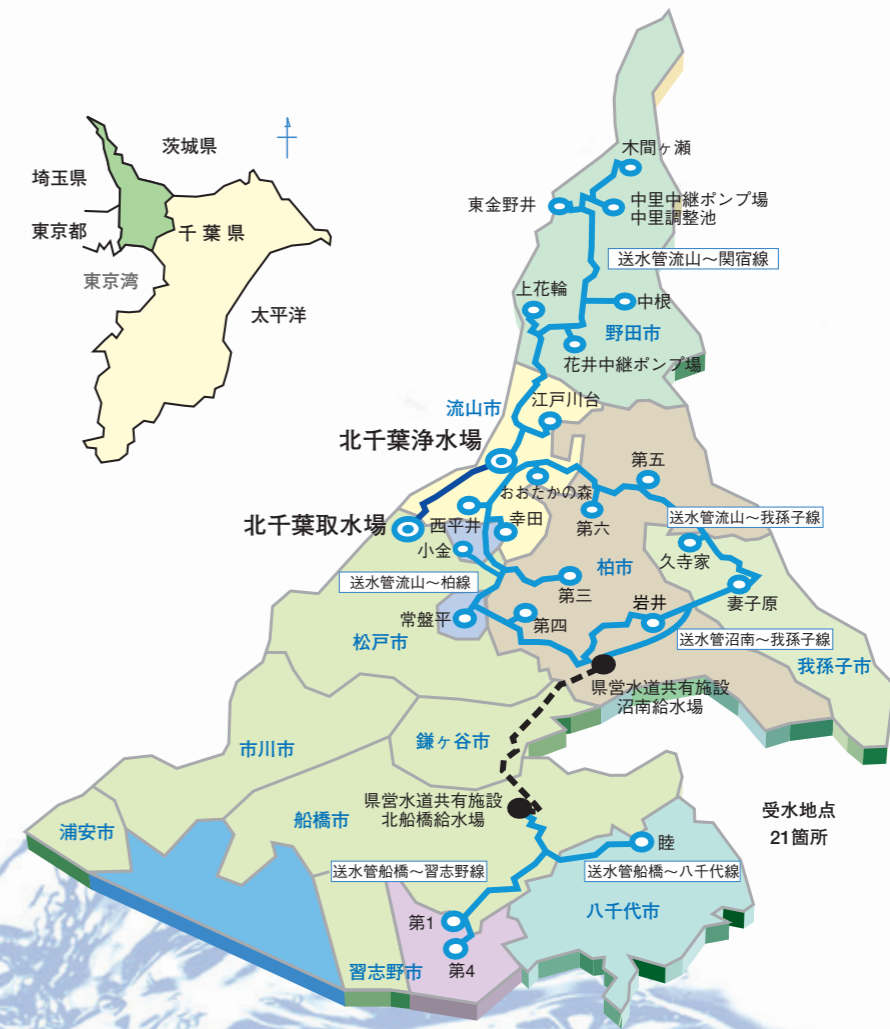 茨城県
埼玉県
東京都
千葉県
東京湾
太平洋
木間ヶ瀬
東金野井
中里中継ポンプ場
中里調整池
送水管流山～関宿線
上花輪
中根
野田市
花井中継ポンプ場
流山市
江戸川台
北千葉浄水場
第五
おおたかの森
北千葉取水場
西平井
幸田
第六
送水管流山～我孫子線
小金
久寺家
柏市
送水管流山～柏線
第三
妻子原
常盤平
第四
岩井
松戸市
送水管沼南～我孫子線
我孫子市
県営水道共有施設
沼南給水場
市川市
鎌ヶ谷市
県営水道共有施設
北船橋給水場
船橋市
浦安市
受水地点
21箇所
睦
送水管船橋～習志野線
送水管船橋～八千代線
八千代市
第1
第4
習志野市